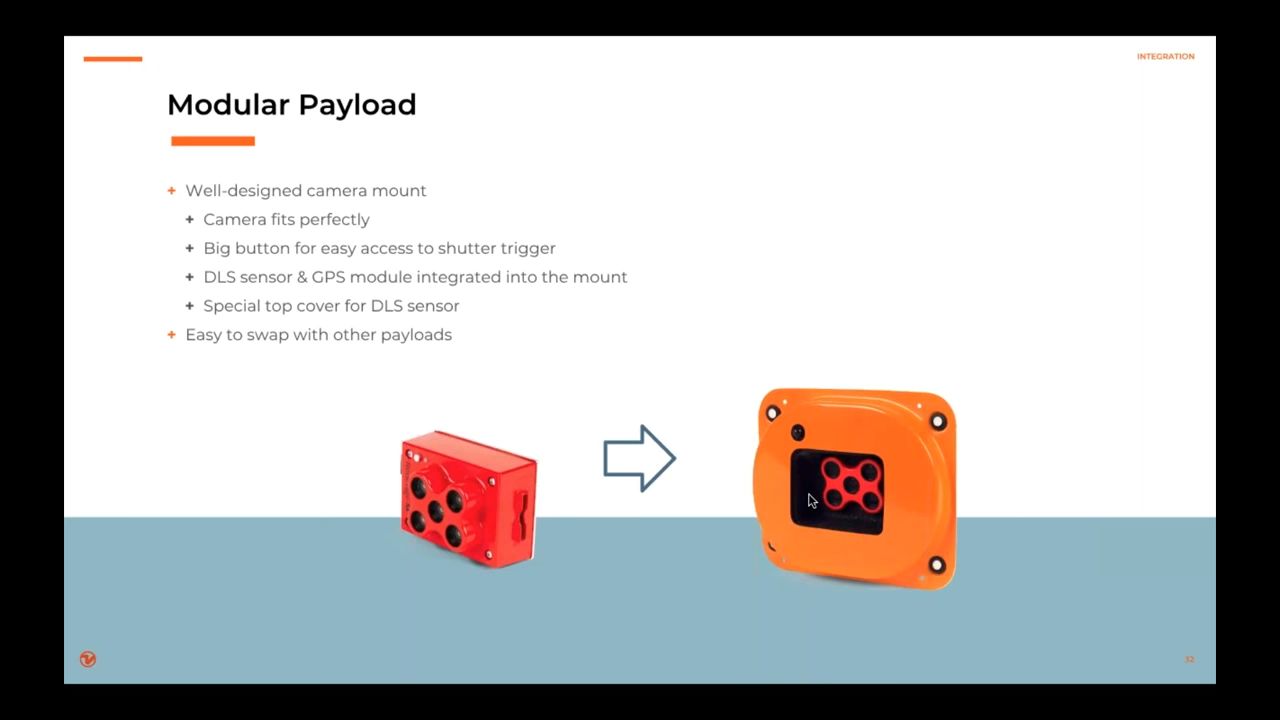 INTEGRATION
Modular Payload
+ Well-designed camera mount
+ Camera fits perfectly
+ Big button for easy access to shutter trigger
+ DLS sensor & GPS module integrated into the mount
+ Special top cover for DLS sensor
+ Easy to swap with other payloads
32